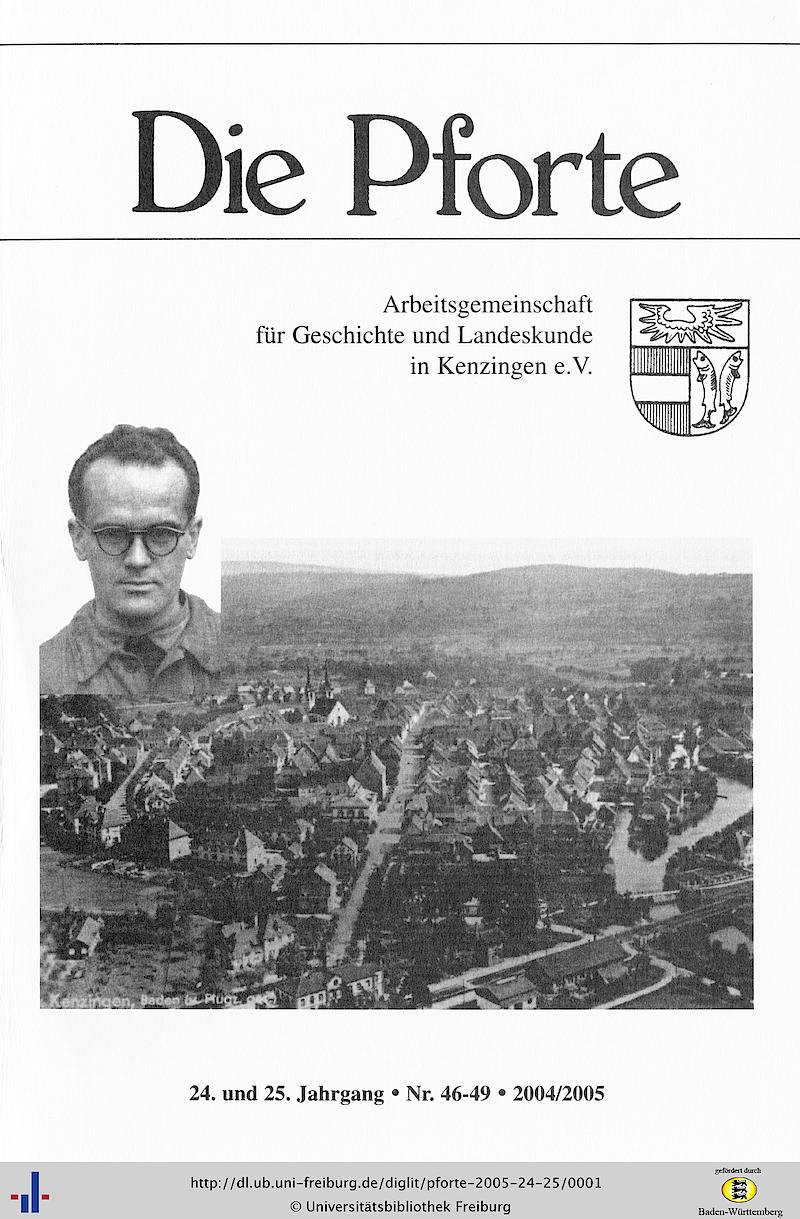 Die Pforte
Arbeitsgemeinschaft
für Geschichte und Landeskunde
in Kenzingen e.V.
Kenzingen, Baden (v. Flugz. ges.)
24. und 25. Jahrgang • Nr. 46-49 • 2004/2005
http://dl.ub.uni-freiburg.de/diglit/pforte-2005-24-25/0001
© Universitätsbibliothek Freiburg
gefördert durch
Baden-Württemberg